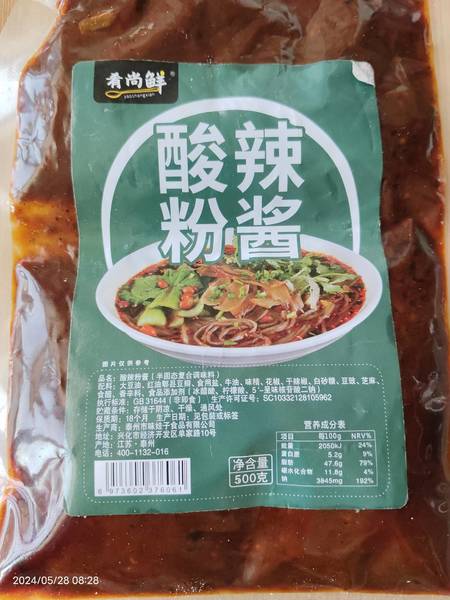 肴尚鲜®
yaoshangxian
酸辣
粉酱
图片仅供参考
品名：酸辣粉酱（半固态复合调味料）
配料：大豆油、红油郫县豆瓣、食用盐、牛油、味精、花椒、干辣椒、白砂糖、豆豉、芝麻、
食醋、香辛料、食品添加剂（冰醋酸、柠檬酸、5'-呈味核苷酸二钠）
执行标准：GB 31644（非即食） 生产许可证号：SC10332128105962
贮藏条件：存储于阴凉、干燥、通风处
保质期：18个月 生产日期：见包装或标签
生产商：泰州市味妊子食品有限公司
地址：兴化市经济开发区阜家路10号
产地：江苏·泰州
电话：400-1132-016
6973602376061
净含量
500克
营养成分表
项目 每100g NRV%
能量 2050kJ 24%
蛋白质 5.2g 9%
脂肪 47.6g 79%
碳水化合物 11.8g 4%
钠 3845mg 192%
2024/05/28 08:28